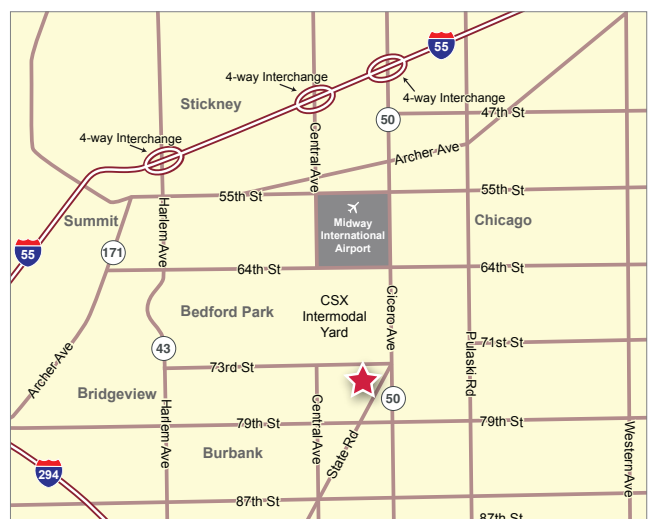 55
4-way Interchange
4-way Interchange
Stickney
50
47th St
4-way Interchange
Central Ave
Archer Ave
55th St
55th St
Summit
Harlem Ave
Midway
International
Airport
Chicago
55
171
64th St
64th St
Bedford Park
CSX
Intermodal
Yard
Cicero Ave
43
71st St
Pulaski Rd
Archer Ave
73rd St
Bridgeview
50
Harlem Ave
Central Ave
79th St
79th St
State Rd
Western Ave
Burbank
294
87th St
87th St